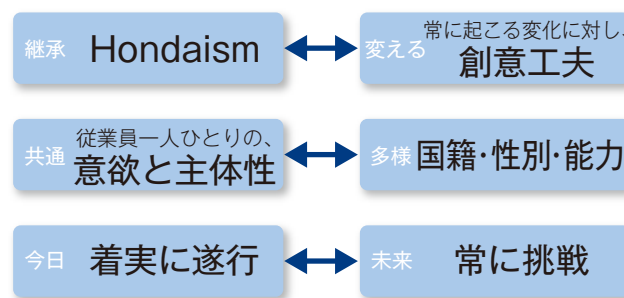 継承 Hondaism
変える 常に起こる変化に対し、
創意工夫
共通 従業員一人ひとりの、
意欲と主体性
多様 国籍・性別・能力
今日 着実に遂行
未来 常に挑戦